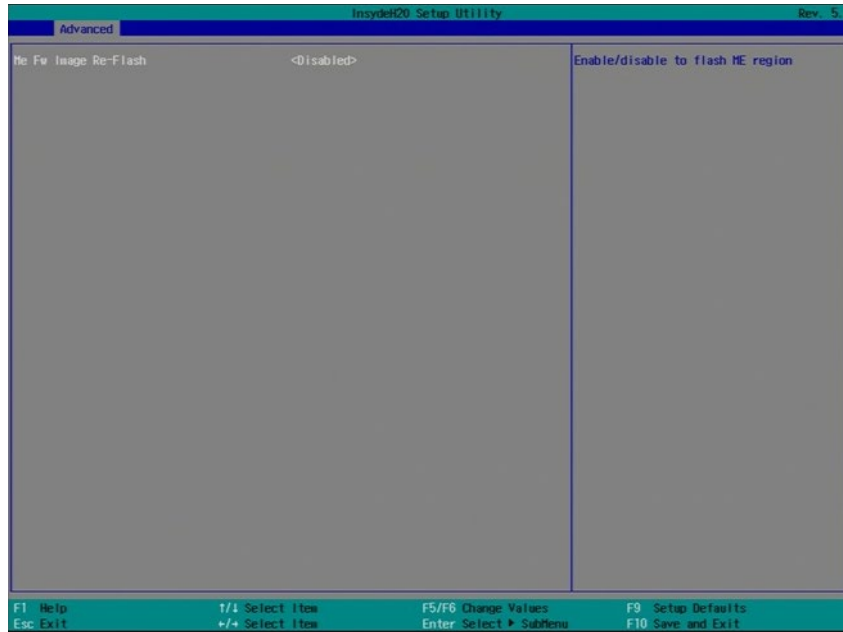 InsydeH20 Setup Utility Rev. 5.
Advanced
Me Fw Image Re-Flash <Disabled> Enable/disable to flash ME region
F1 Help ↑/↓ Select Item F5/F6 Change Values F9 Setup Defaults
Esc Exit ←/→ Select Item Enter Select ▶ SubMenu F10 Save and Exit